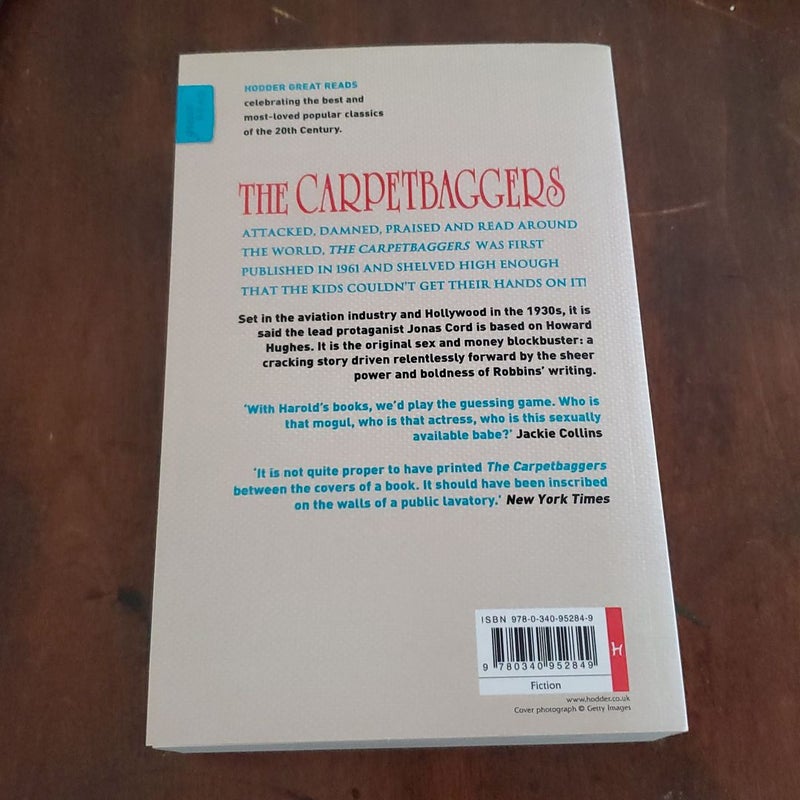 HODDER GREAT READS
celebrating the best and
most-loved popular classics
of the 20th Century.
THE CARPETBAGGERS
ATTACKED, DAMNED, PRAISED AND READ AROUND
THE WORLD, THE CARPETBAGGERS WAS FIRST
PUBLISHED IN 1961 AND SHELVED HIGH ENOUGH
THAT THE KIDS COULDN'T GET THEIR HANDS ON IT!
Set in the aviation industry and Hollywood in the 1930s, it is
said the lead protaganist Jonas Cord is based on Howard
Hughes. It is the original sex and money blockbuster: a
cracking story driven relentlessly forward by the sheer
power and boldness of Robbins' writing.
'With Harold's books, we'd play the guessing game. Who is
that mogul, who is that actress, who is this sexually
available babe?' Jackie Collins
'It is not quite proper to have printed The Carpetbaggers
between the covers of a book. It should have been inscribed
on the walls of a public lavatory.' New York Times
ISBN 978-0-340-95284-9
9 780340 952849
Fiction
www.hodder.co.uk
Cover photograph © Getty Images